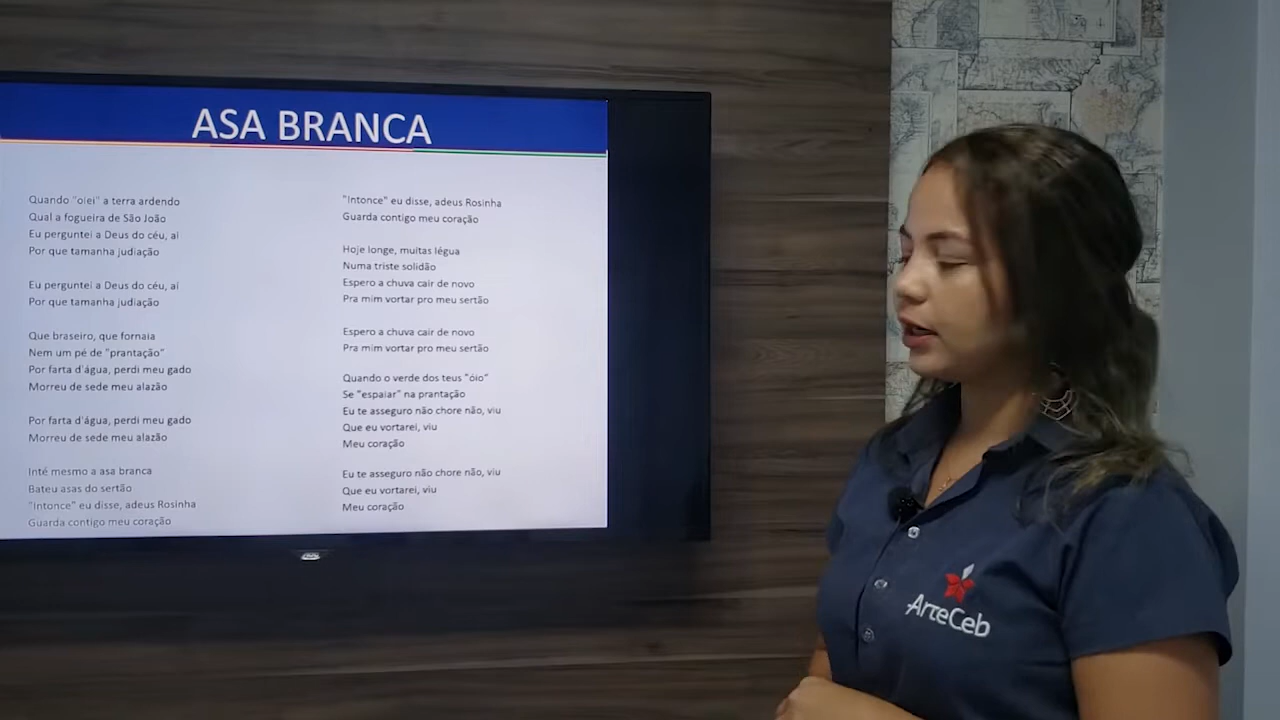 ASA BRANCA
Quando "oiei" a terra ardendo
Qual a fogueira de São João
Eu perguntei a Deus do céu, ai
Por que tamanha judiação
Eu perguntei a Deus do céu, ai
Por que tamanha judiação
Que braseiro, que fornaia
Nem um pé de "prantação"
Por farta d'água, perdi meu gado
Morreu de sede meu alazão
Por farta d'água, perdi meu gado
Morreu de sede meu alazão
Inté mesmo a asa branca
Bateu asas do sertão
"Intonce" eu disse, adeus Rosinha
Guarda contigo meu coração
"Intonce" eu disse, adeus Rosinha
Guarda contigo meu coração
Hoje longe, muitas légua
Numa triste solidão
Espero a chuva cair de novo
Pra mim vortar pro meu sertão
Espero a chuva cair de novo
Pra mim vortar pro meu sertão
Quando o verde dos teus "óio"
Se "espaiar" na prantação
Eu te asseguro não chore não, viu
Que eu vortarei, viu
Meu coração
Eu te asseguro não chore não, viu
Que eu vortarei, viu
Meu coração
ArteCeb